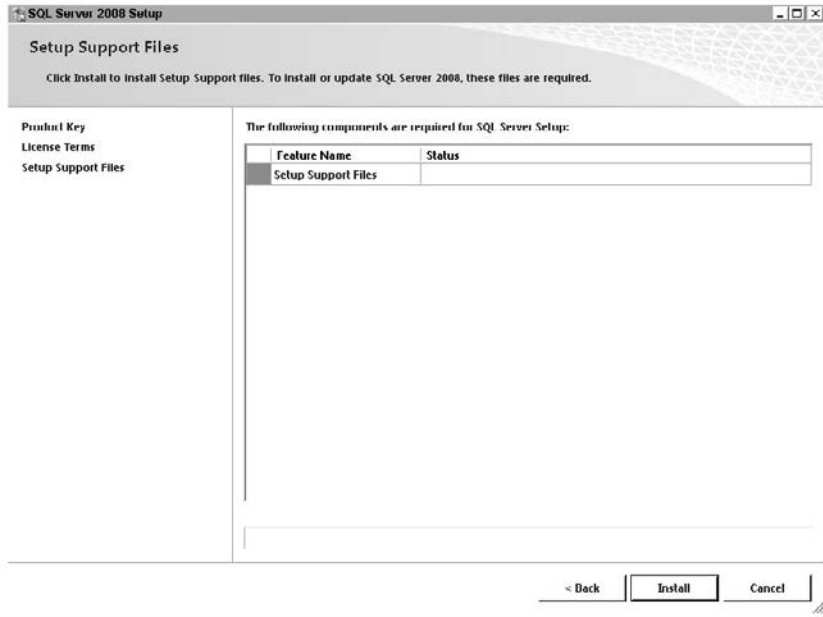 SQL Server 2008 Setup
Setup Support Files
Click Install to install Setup Support files. To install or update SQL Server 2008, these files are required.
Product Key
License Terms
Setup Support Files
The following components are required for SQL Server Setup:
Feature Name Status
Setup Support Files
< Back Install Cancel